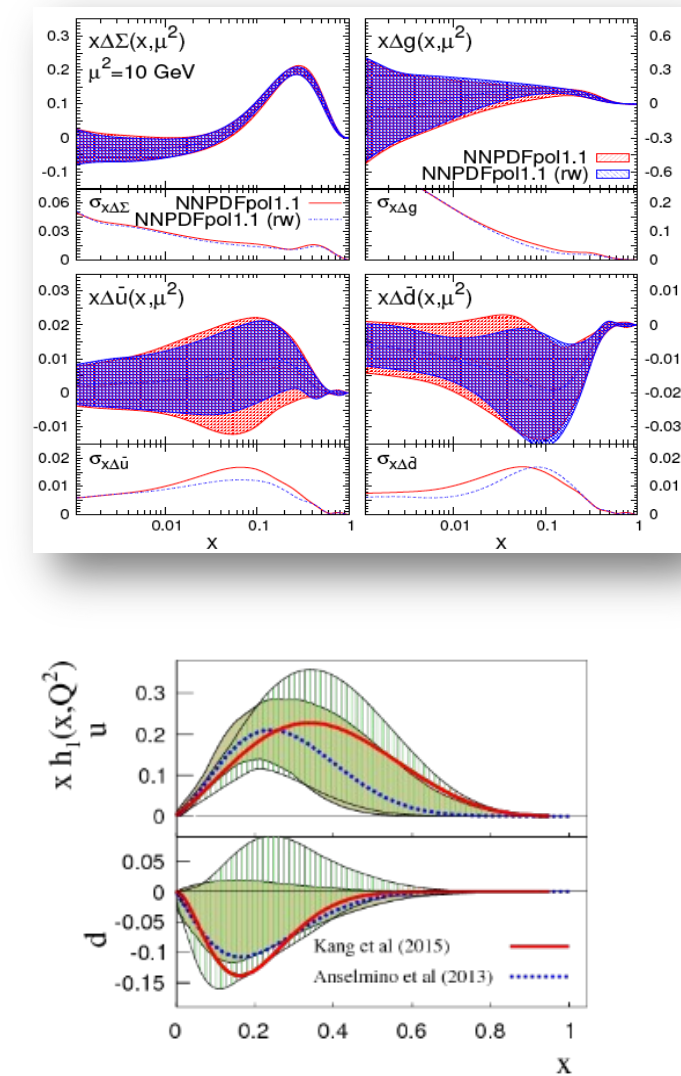 xΔΣ(x,μ²)
μ²=10 GeV
0.3
0.2
0.1
0
-0.1
xΔg(x,μ²)
0.6
0.3
0
-0.3
-0.6
NNPDFpol1.1
NNPDFpol1.1 (rw)
σxΔΣ
NNPDFpol1.1
NNPDFpol1.1 (rw)
0.06
0.03
0
σxΔg
0.2
0.1
0
xΔū(x,μ²)
0.03
0.02
0.01
0
-0.01
xΔd̄(x,μ²)
0.01
0
-0.01
-0.02
-0.03
σxΔū
0.02
0.01
0
σxΔd̄
0.02
0.01
0
0.01 0.1 1
0.01 0.1 1
x
x
x h₁(x,Q²)
u
0.3
0.2
0.1
0
d
0.05
0
-0.05
-0.1
-0.15
Kang et al (2015)
Anselmino et al (2013)
0 0.2 0.4 0.6 0.8 1
x